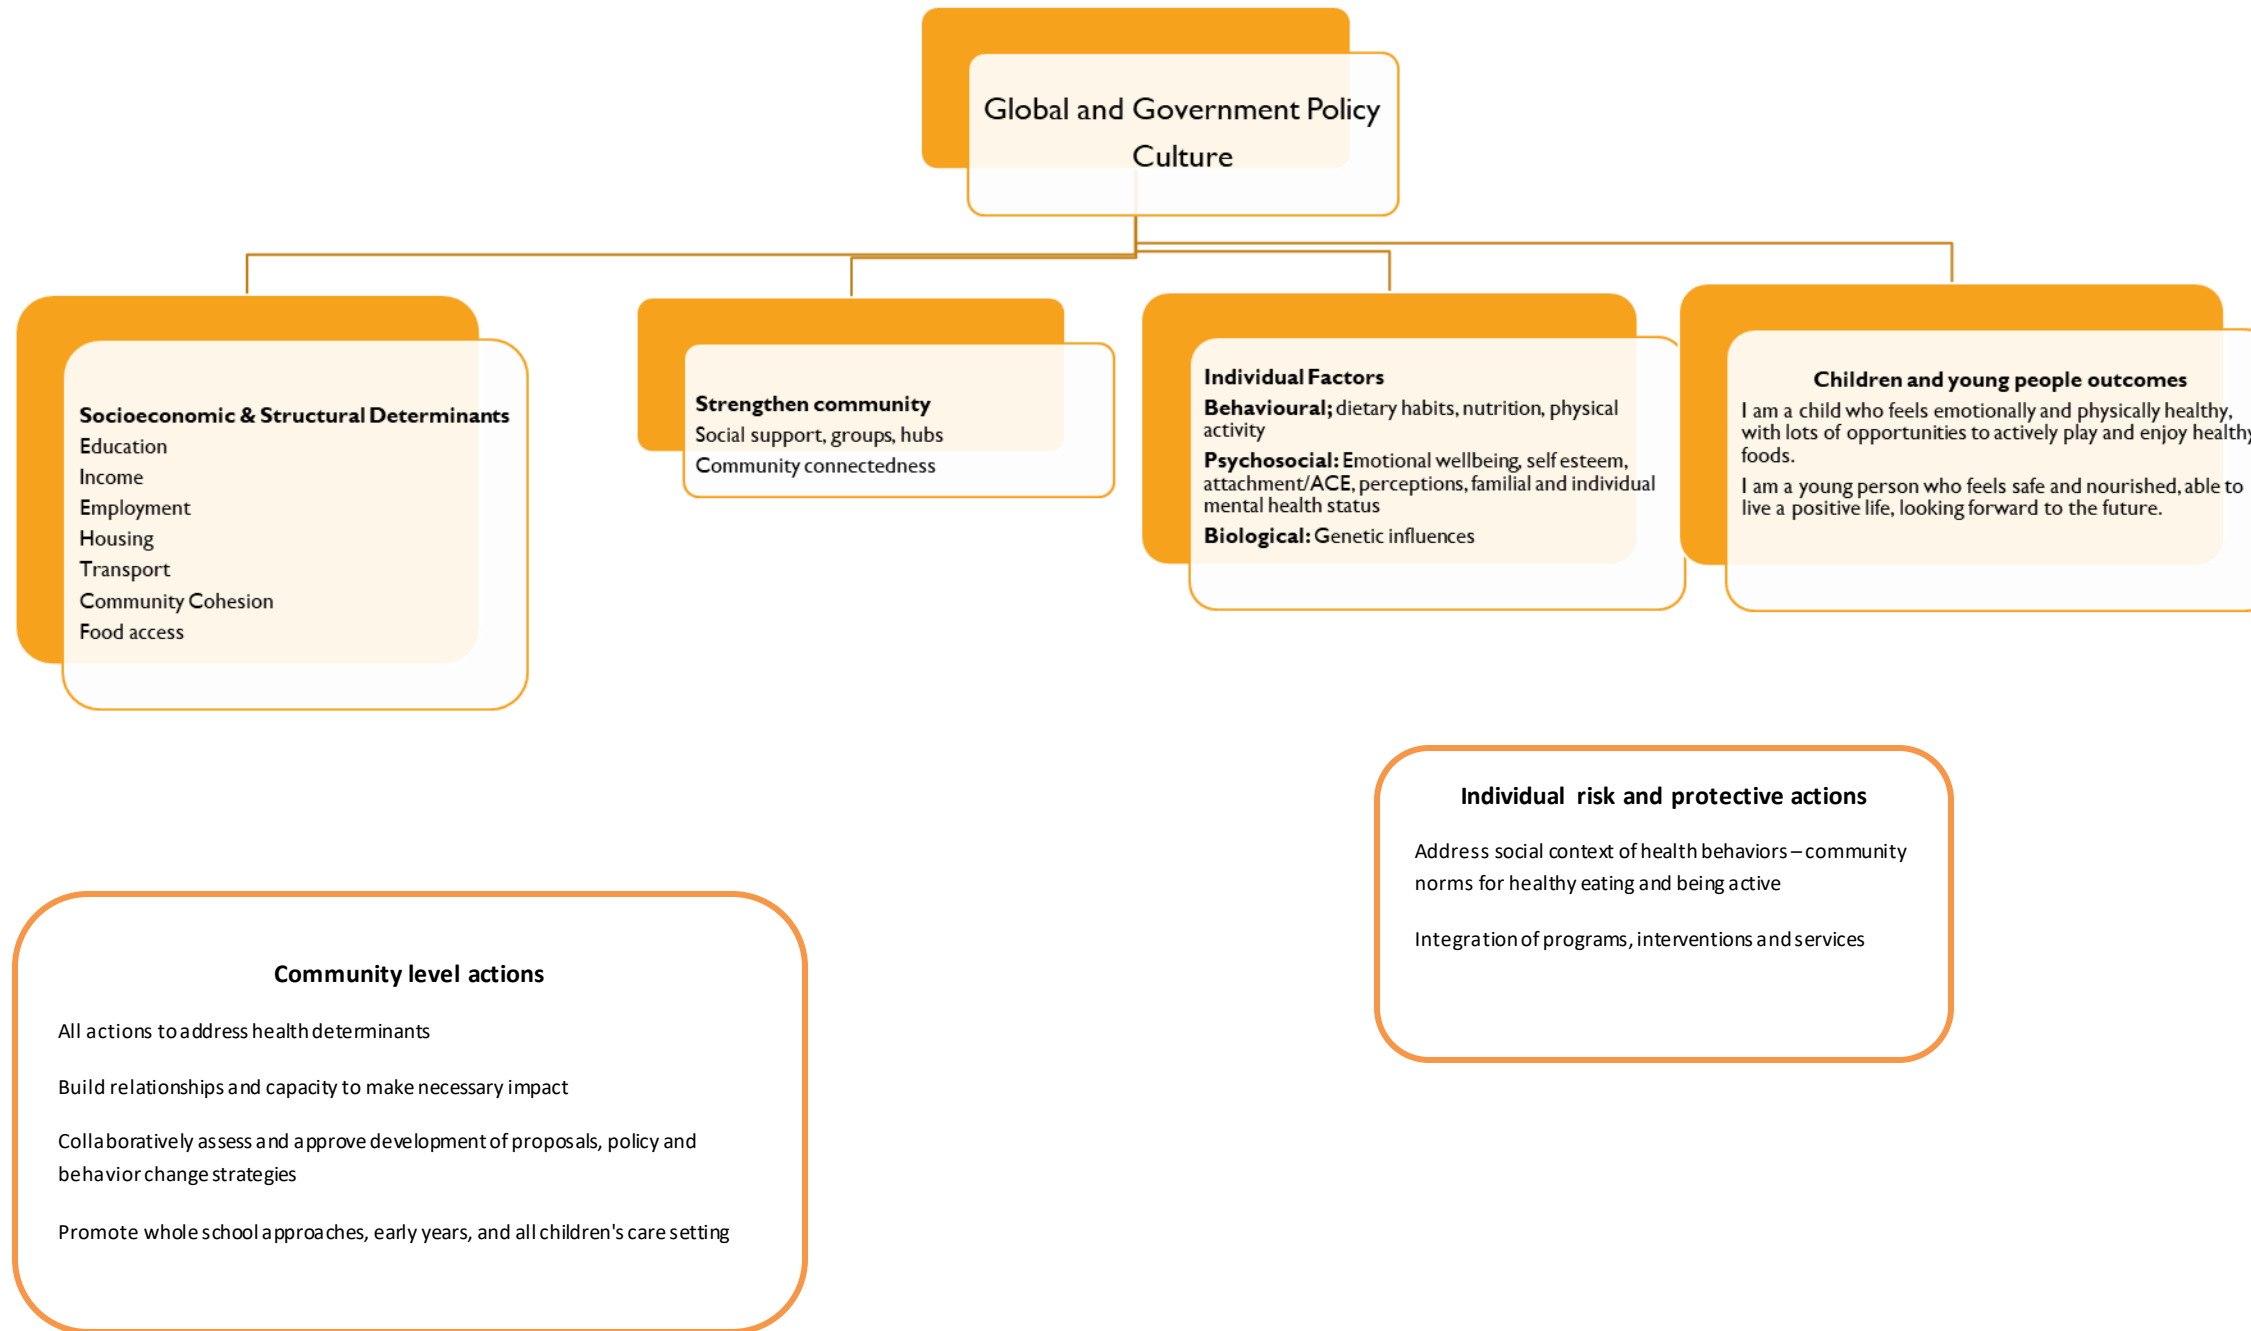 Global and Government Policy
Culture
Socioeconomic & Structural Determinants
Education
Income
Employment
Housing
Transport
Community Cohesion
Food access
Strengthen community
Social support, groups, hubs
Community connectedness
Individual Factors
Behavioural; dietary habits, nutrition, physical
activity
Psychosocial: Emotional wellbeing, self esteem,
attachment/ACE, perceptions, familial and individual
mental health status
Biological: Genetic influences
Children and young people outcomes
I am a child who feels emotionally and physically healthy,
with lots of opportunities to actively play and enjoy healthy
foods.
I am a young person who feels safe and nourished, able to
live a positive life, looking forward to the future.
Individual risk and protective actions
Address social context of health behaviors – community
norms for healthy eating and being active
Integration of programs, interventions and services
Community level actions
All actions to address health determinants
Build relationships and capacity to make necessary impact
Collaboratively assess and approve development of proposals, policy and
behavior change strategies
Promote whole school approaches, early years, and all children's care setting